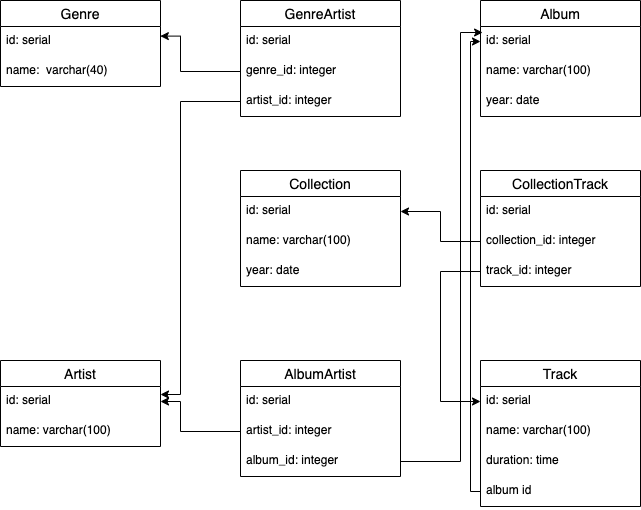 Genre
id: serial
name: varchar(40)
GenreArtist
id: serial
genre_id: integer
artist_id: integer
Album
id: serial
name: varchar(100)
year: date
Collection
id: serial
name: varchar(100)
year: date
CollectionTrack
id: serial
collection_id: integer
track_id: integer
Artist
id: serial
name: varchar(100)
AlbumArtist
id: serial
artist_id: integer
album_id: integer
Track
id: serial
name: varchar(100)
duration: time
album id